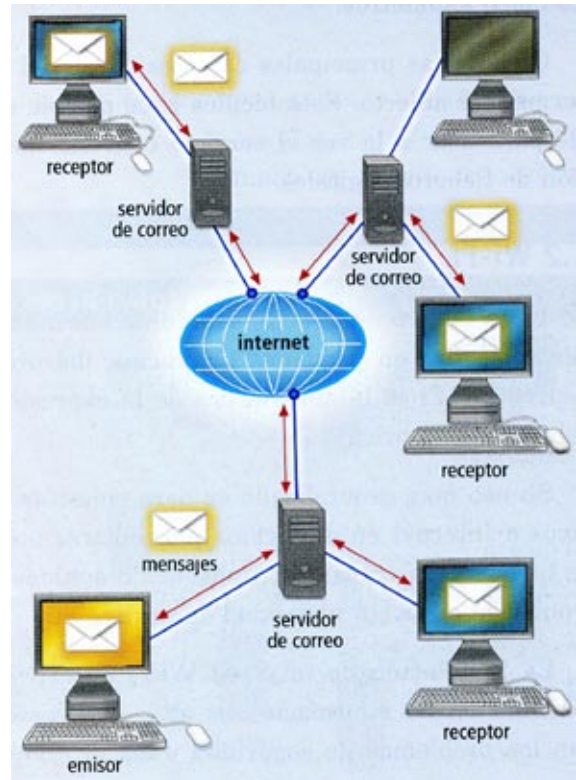 receptor
servidor
de correo
servidor
de correo
internet
receptor
mensajes
servidor
de correo
emisor
receptor